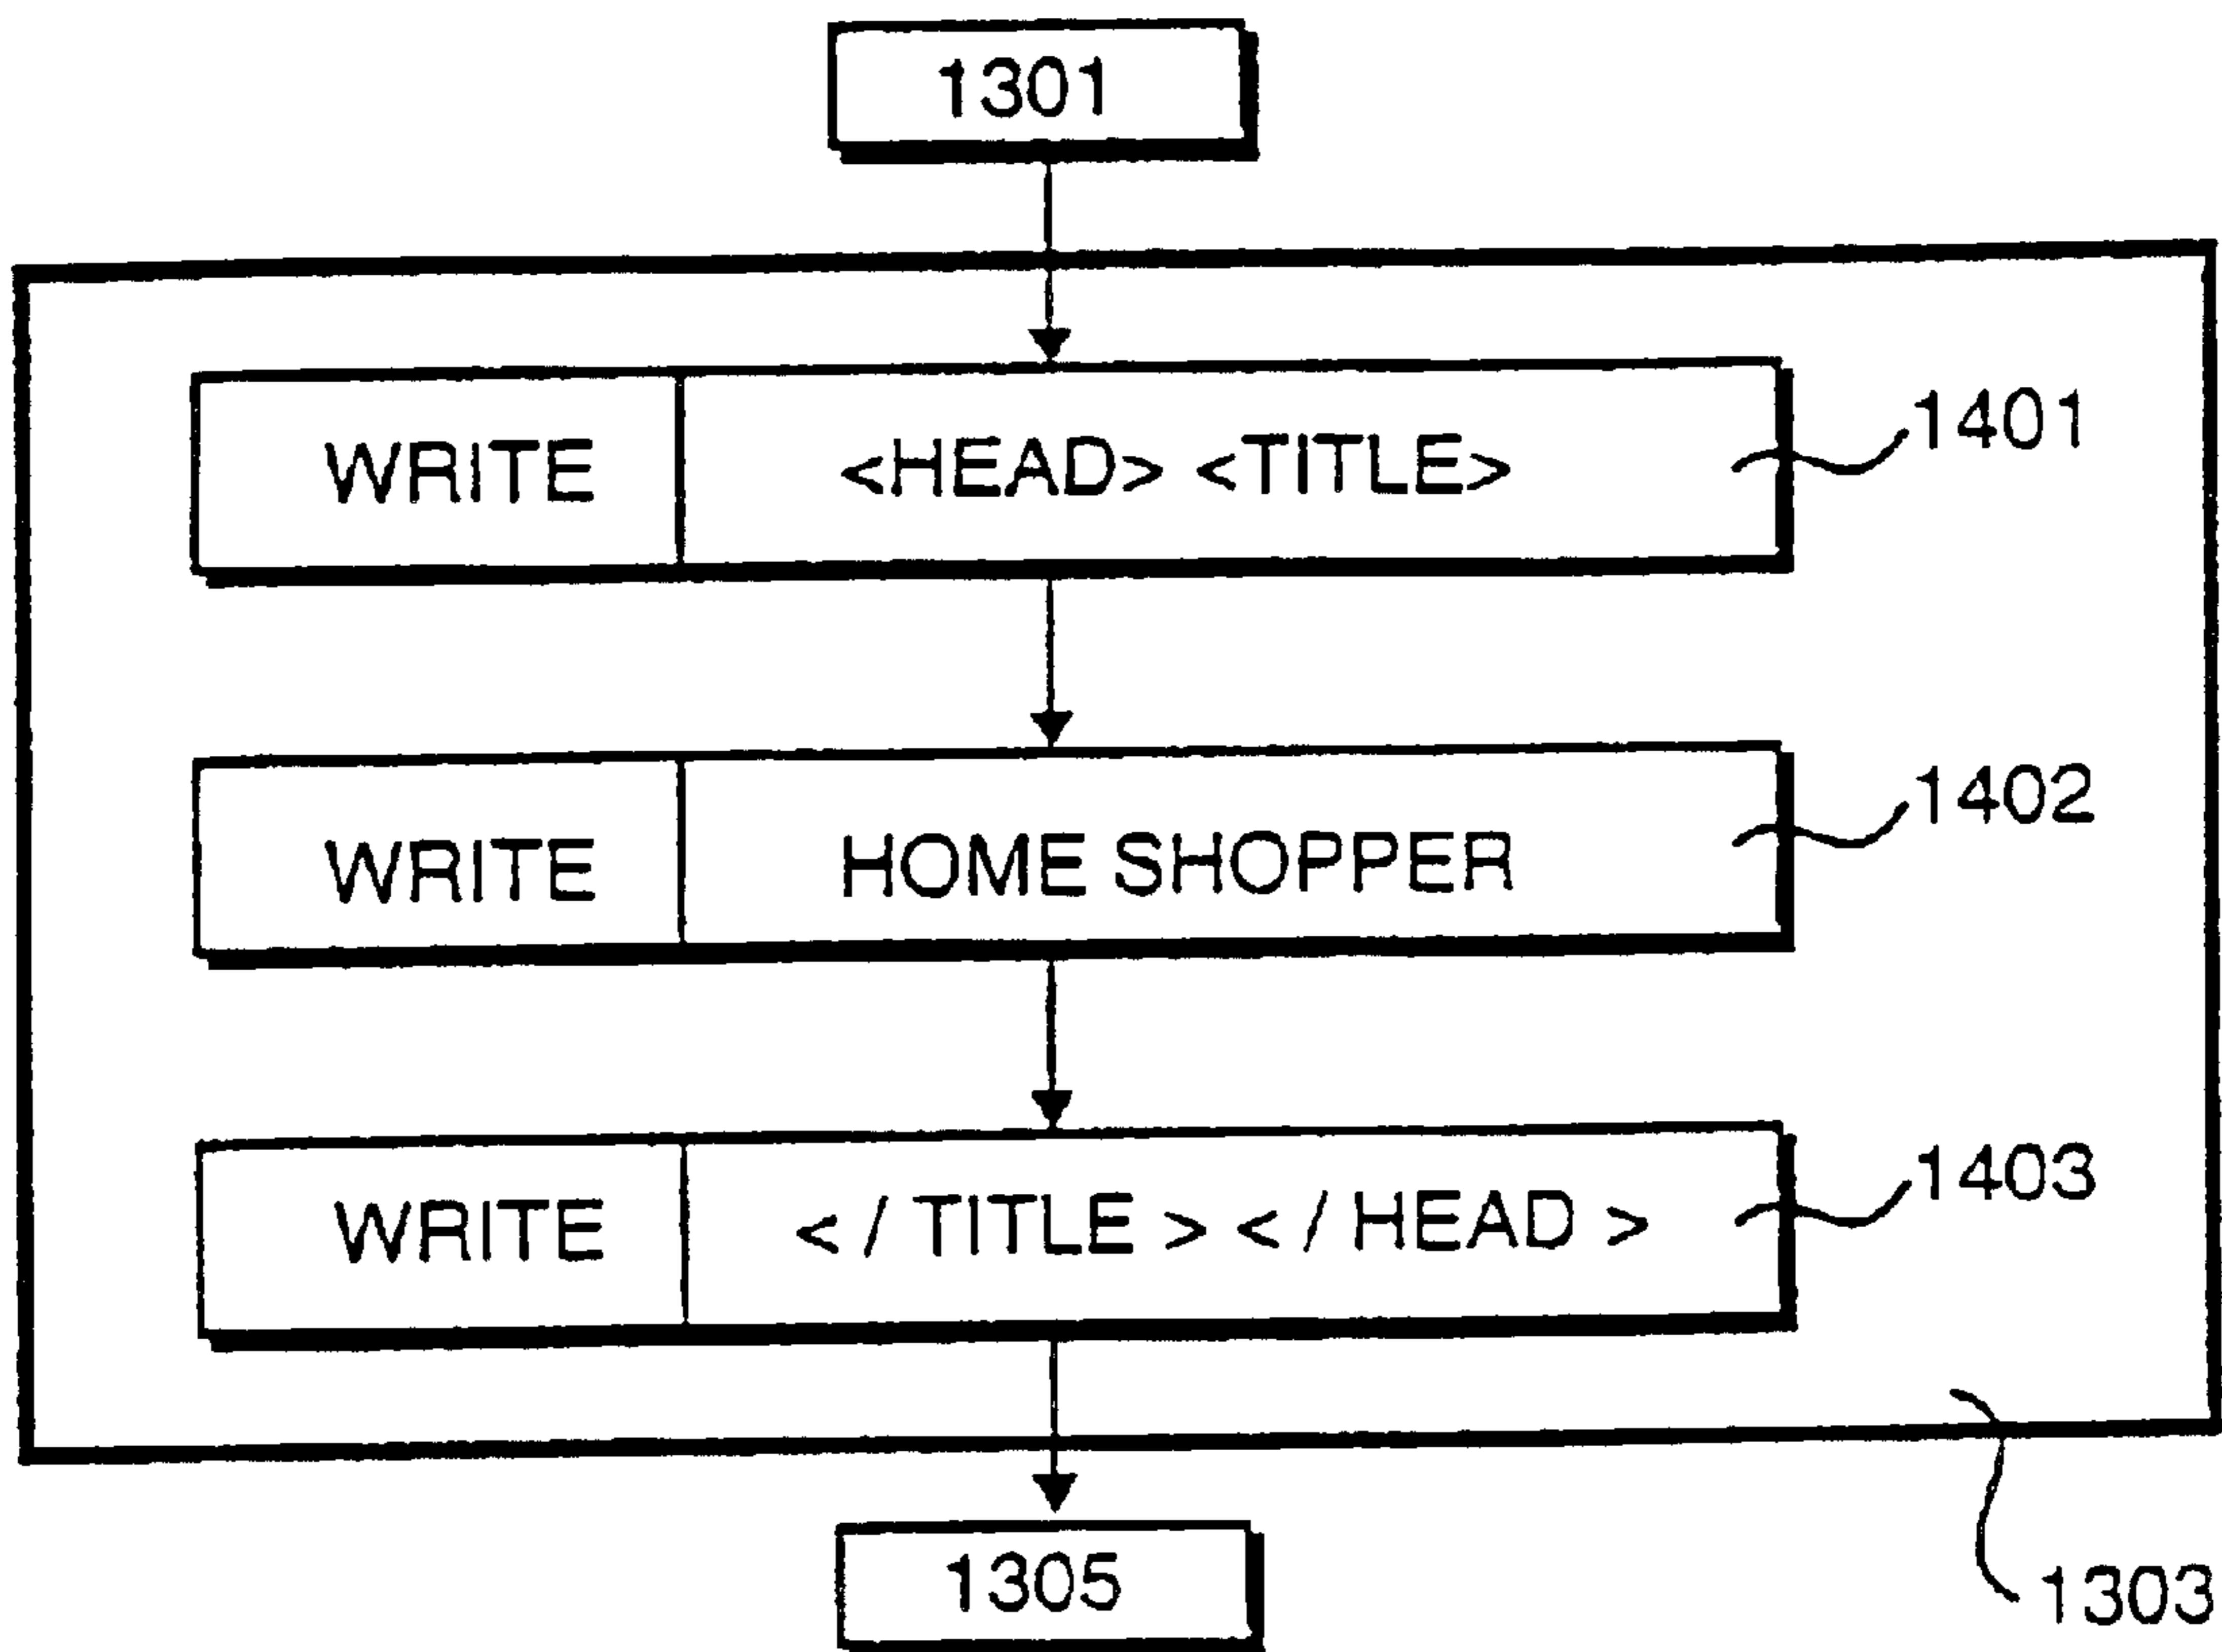 1301
WRITE <HEAD> <TITLE> 1401
WRITE HOME SHOPPER 1402
WRITE < / TITLE > < / HEAD > 1403
1305
1303